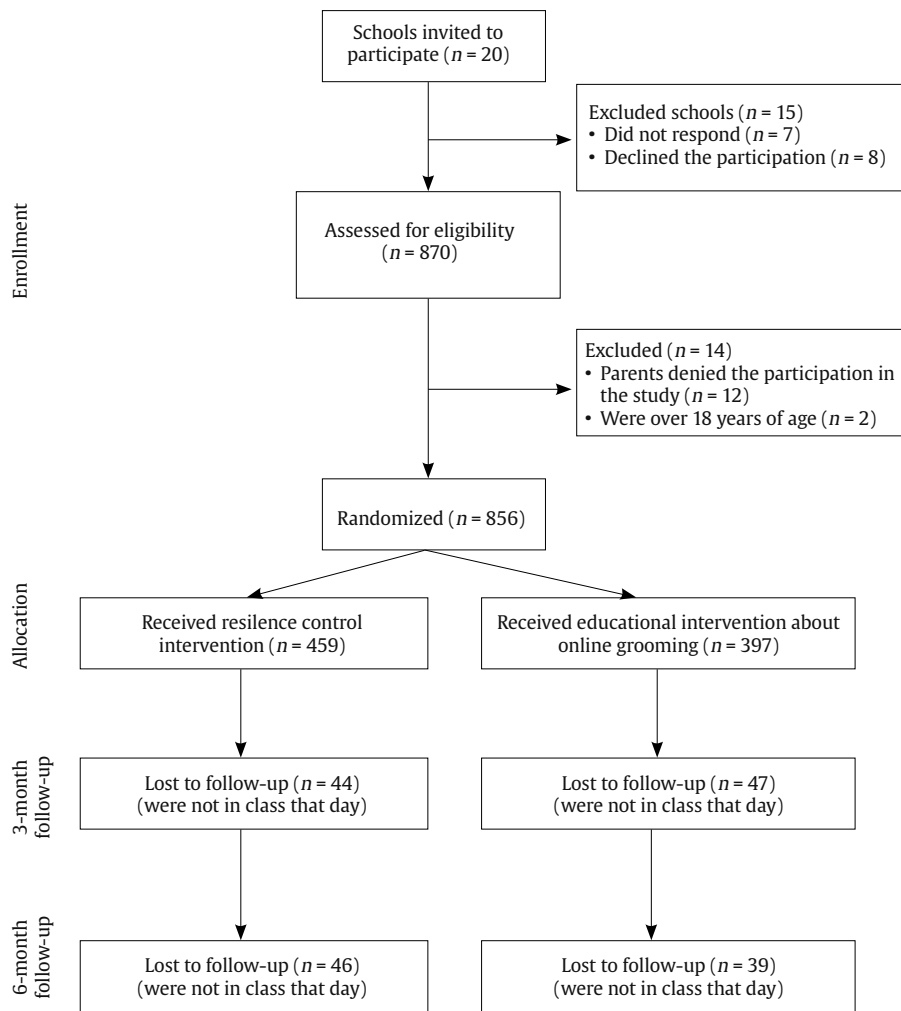 Schools invited to
participate (n = 20)
Excluded schools (n = 15)
• Did not respond (n = 7)
• Declined the participation (n = 8)
Enrollment
Assessed for eligibility
(n = 870)
Excluded (n = 14)
• Parents denied the participation in
the study (n = 12)
• Were over 18 years of age (n = 2)
Randomized (n = 856)
Allocation
Received resilence control
intervention (n = 459)
Received educational intervention about
online grooming (n = 397)
3-month
follow-up
Lost to follow-up (n = 44)
(were not in class that day)
Lost to follow-up (n = 47)
(were not in class that day)
6-month
follow-up
Lost to follow-up (n = 46)
(were not in class that day)
Lost to follow-up (n = 39)
(were not in class that day)